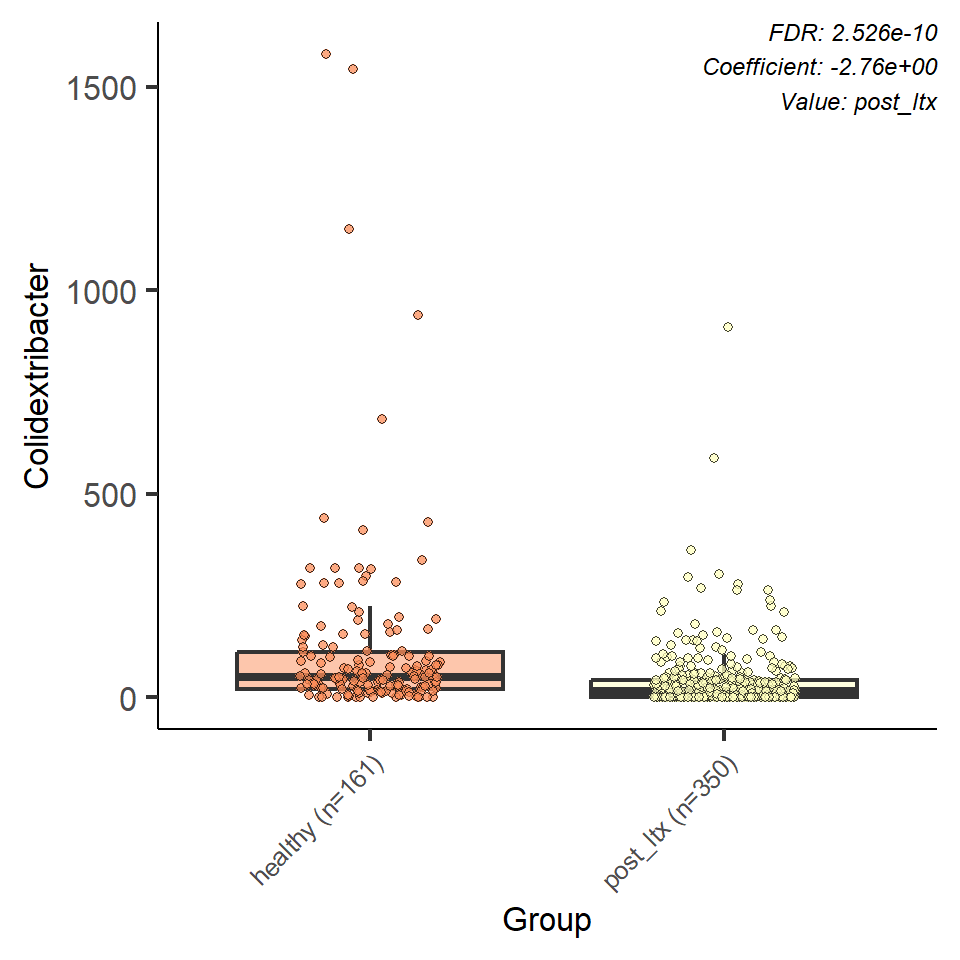 FDR: 2.526e-10
Coefficient: -2.76e+00
Value: post_ltx
1500
1000
500
0
Colidextribacter
healthy (n=161)
post_ltx (n=350)
Group